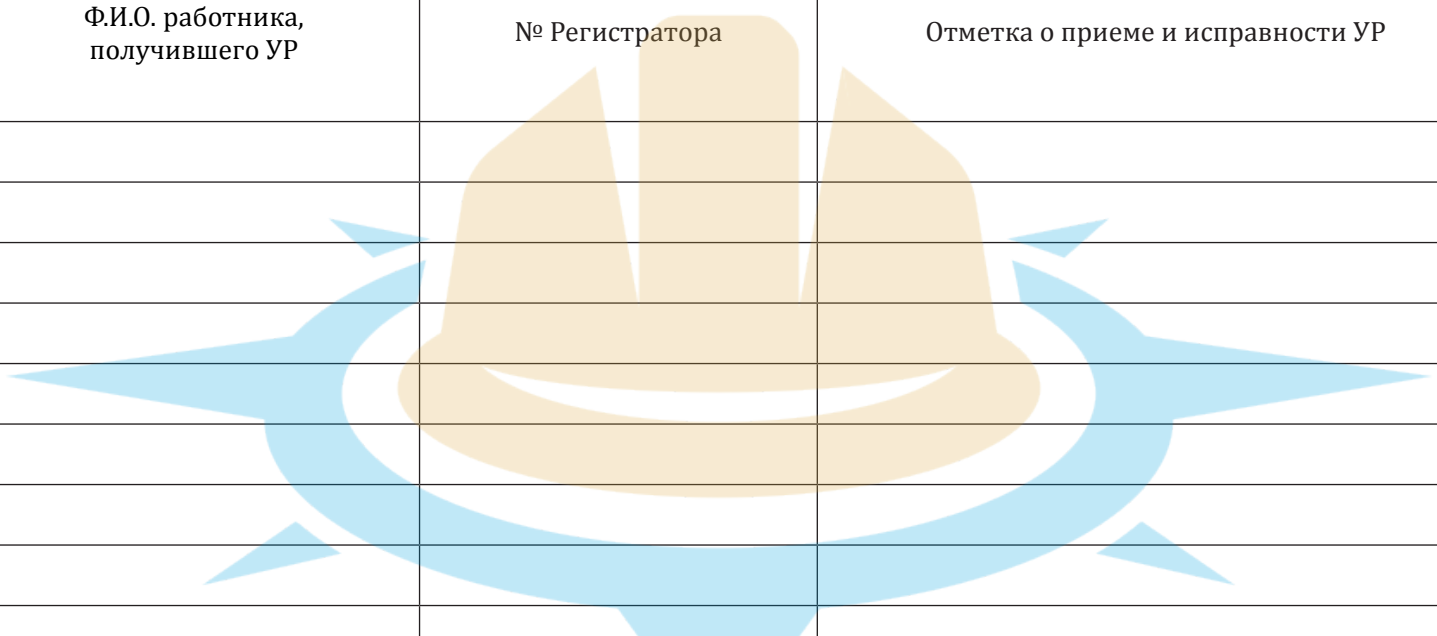 Ф.И.О. работника,
получившего УР
№ Регистратора
Отметка о приеме и исправности УР